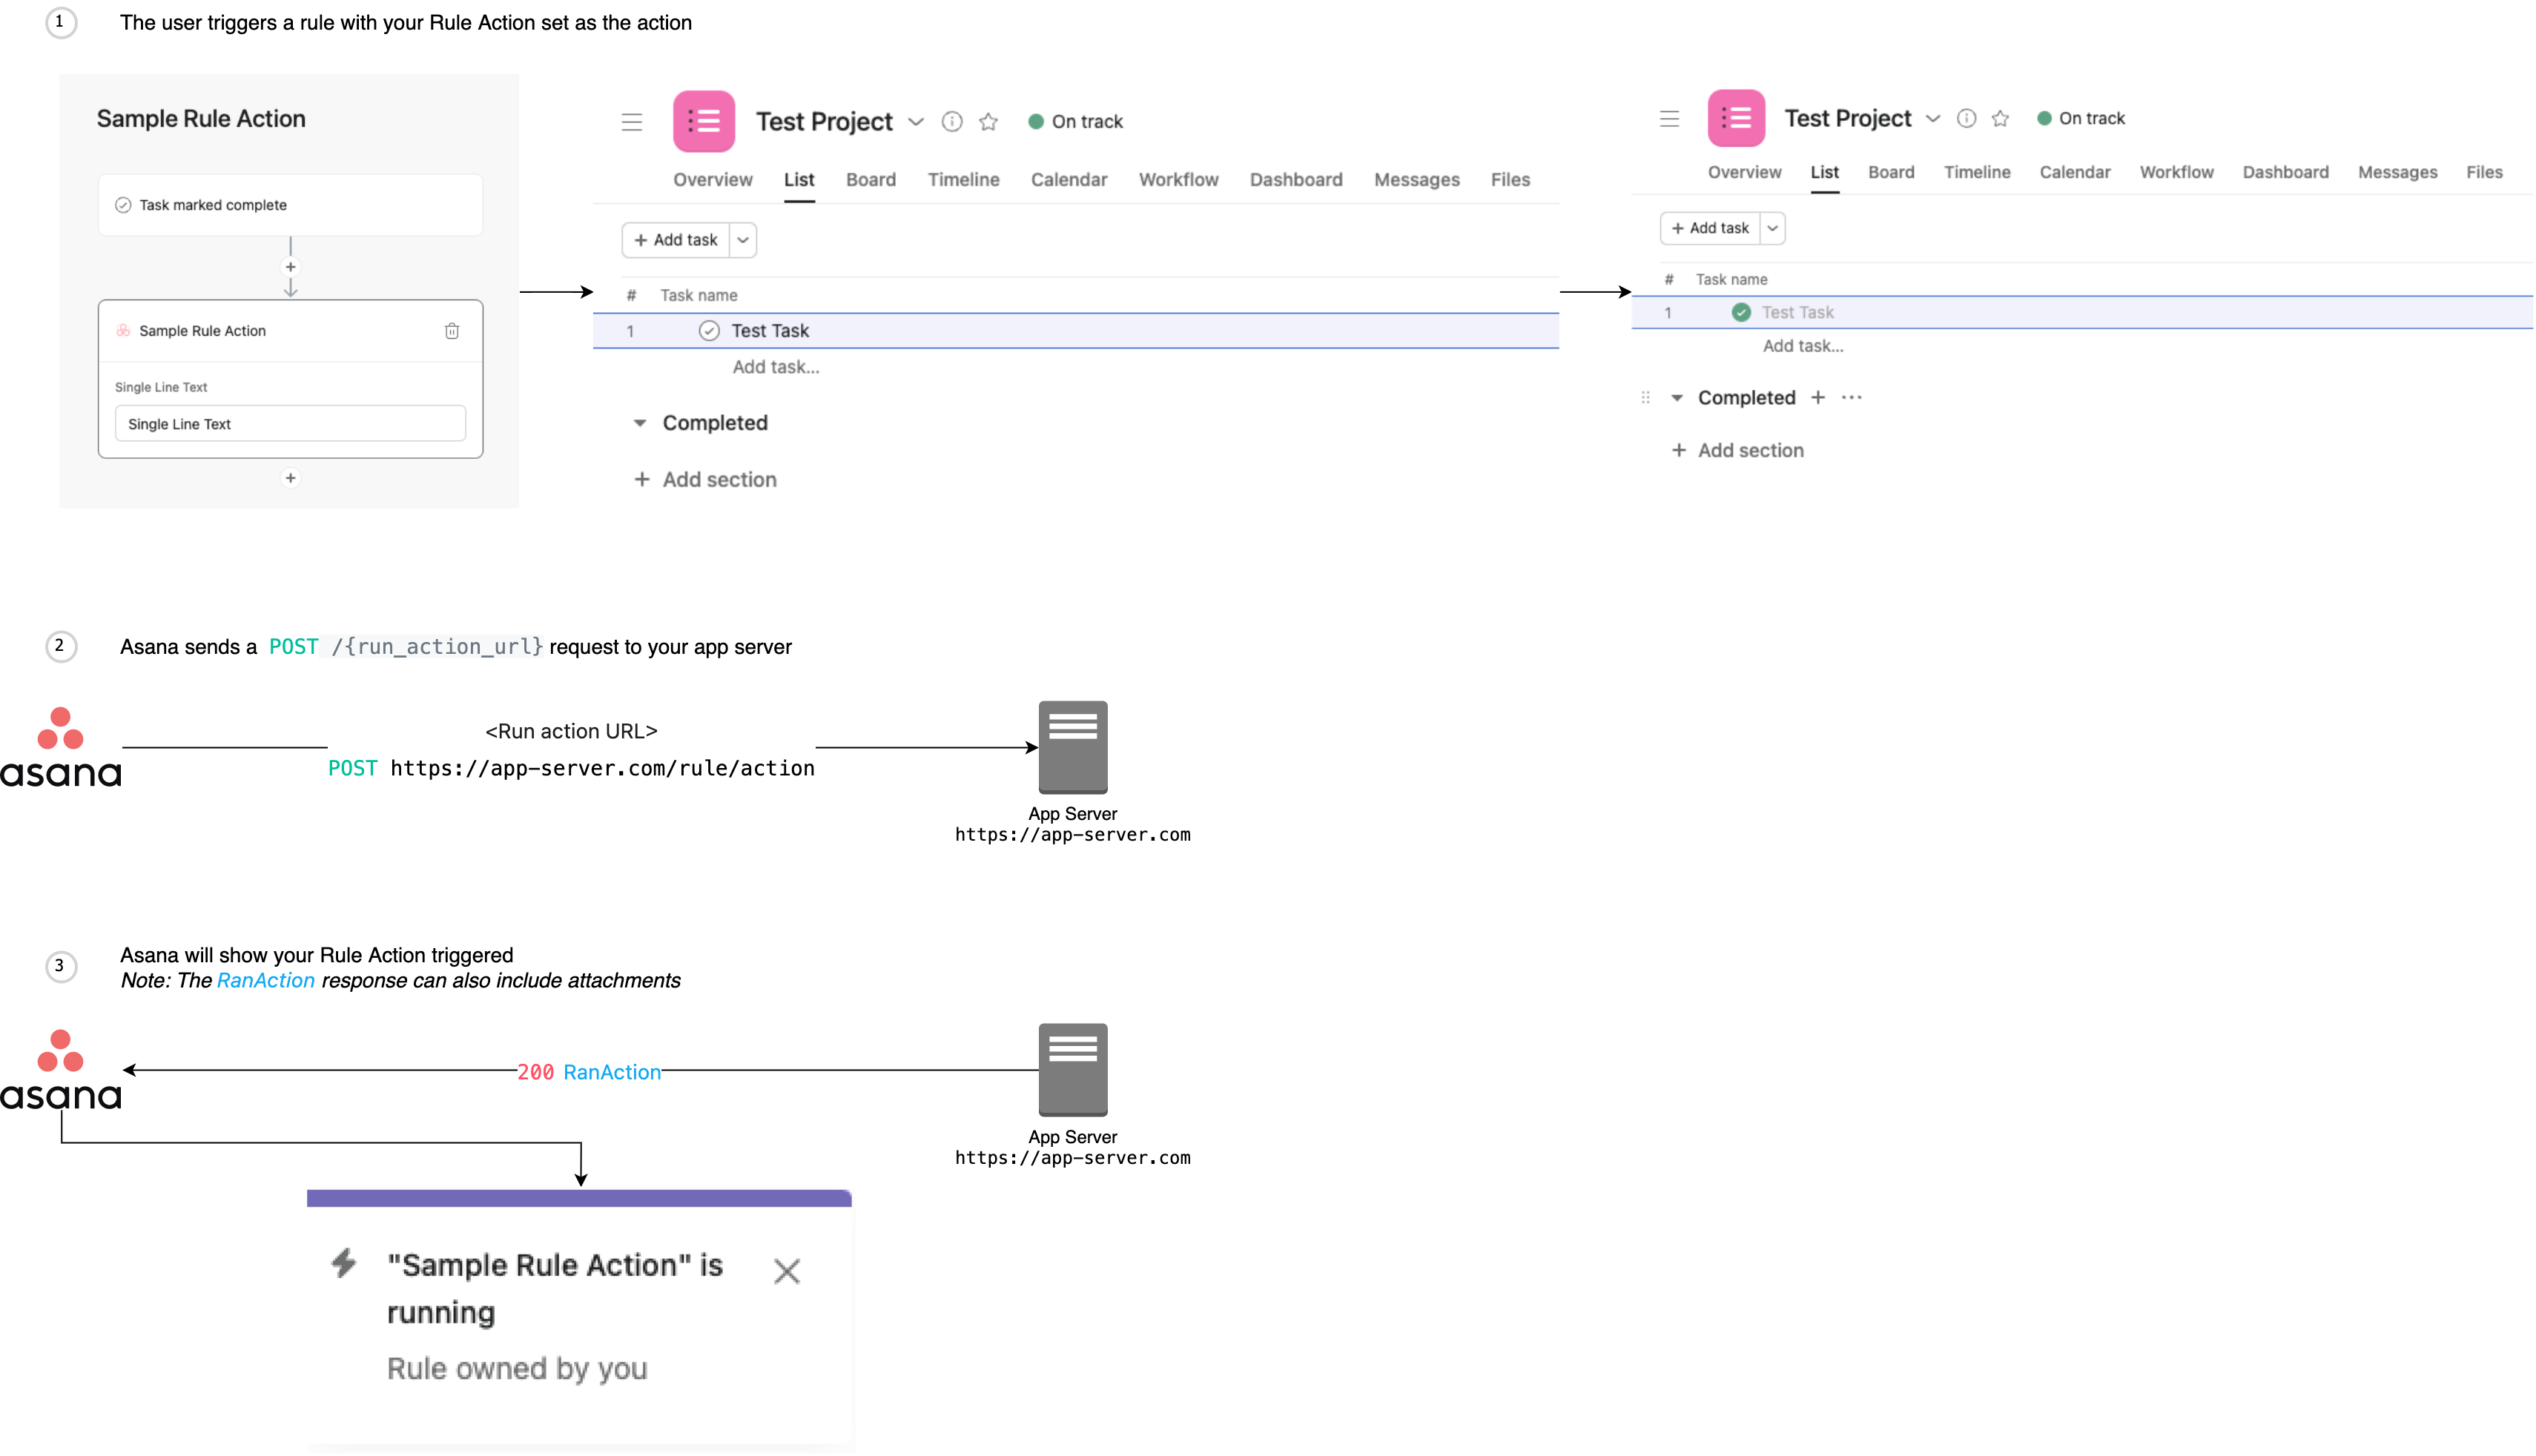 1
The user triggers a rule with your Rule Action set as the action
Sample Rule Action
Task marked complete
+
Sample Rule Action
Single Line Text
Single Line Text
+
Test Project
On track
Overview List Board Timeline Calendar Workflow Dashboard Messages Files
+ Add task
# Task name
1 Test Task
Add task...
Completed
+ Add section
Test Project
On track
Overview List Board Timeline Calendar Workflow Dashboard Messages Files
+ Add task
# Task name
1 Test Task
Add task...
Completed + ...
+ Add section
2
Asana sends a POST /{run_action_url} request to your app server
asana
<Run action URL>
POST https://app-server.com/rule/action
App Server
https://app-server.com
3
Asana will show your Rule Action triggered
Note: The RanAction response can also include attachments
asana
200 RanAction
App Server
https://app-server.com
"Sample Rule Action" is
running
Rule owned by you